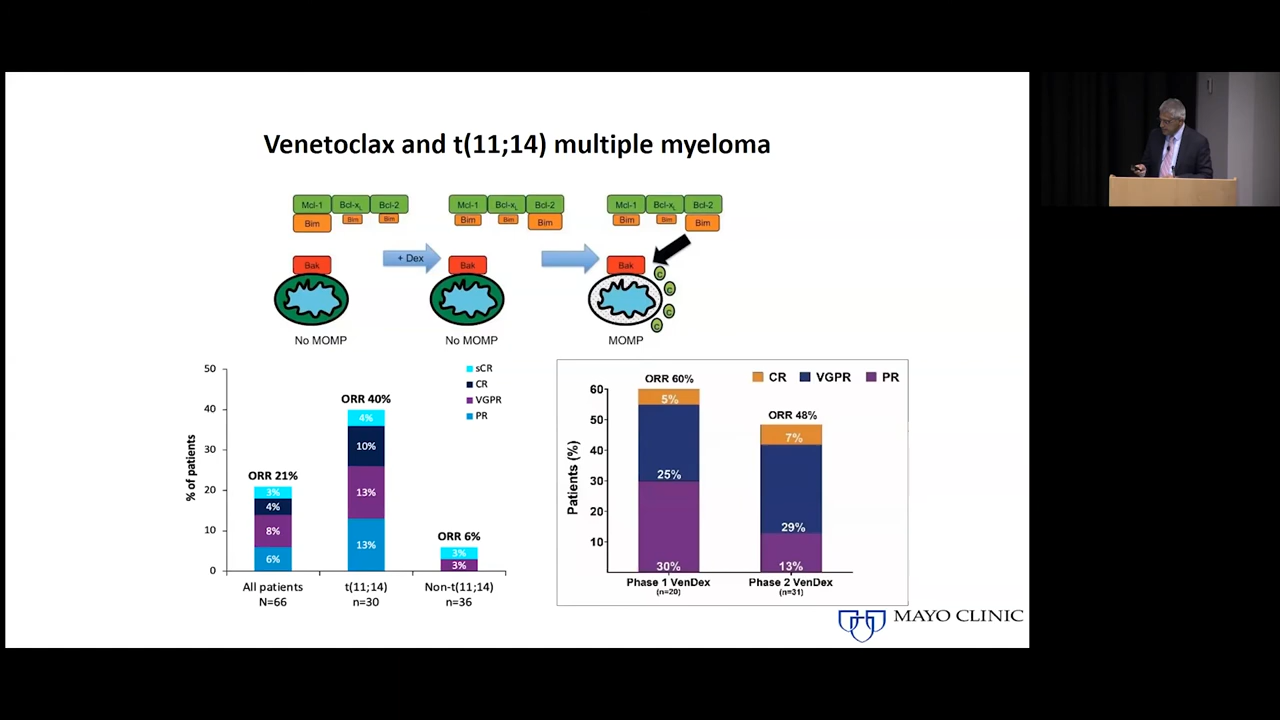 Venetoclax and t(11;14) multiple myeloma
Mcl-1 Bcl-xL Bcl-2
Bim Bim Bim
Mcl-1 Bcl-xL Bcl-2
Bim Bim Bim
Mcl-1 Bcl-xL Bcl-2
Bim Bim
Bak
+ Dex
Bak
Bak
C
C
C
C
No MOMP
No MOMP
MOMP
% of patients
50
40
30
20
10
0
sCR
CR
VGPR
PR
ORR 21%
3%
4%
8%
6%
ORR 40%
4%
10%
13%
13%
ORR 6%
3%
3%
All patients
N=66
t(11;14)
n=30
Non-t(11;14)
n=36
CR VGPR PR
Patients (%)
60
50
40
30
20
10
ORR 60%
5%
25%
30%
ORR 48%
7%
29%
13%
Phase 1 VenDex
(n=20)
Phase 2 VenDex
(n=31)
MAYO CLINIC